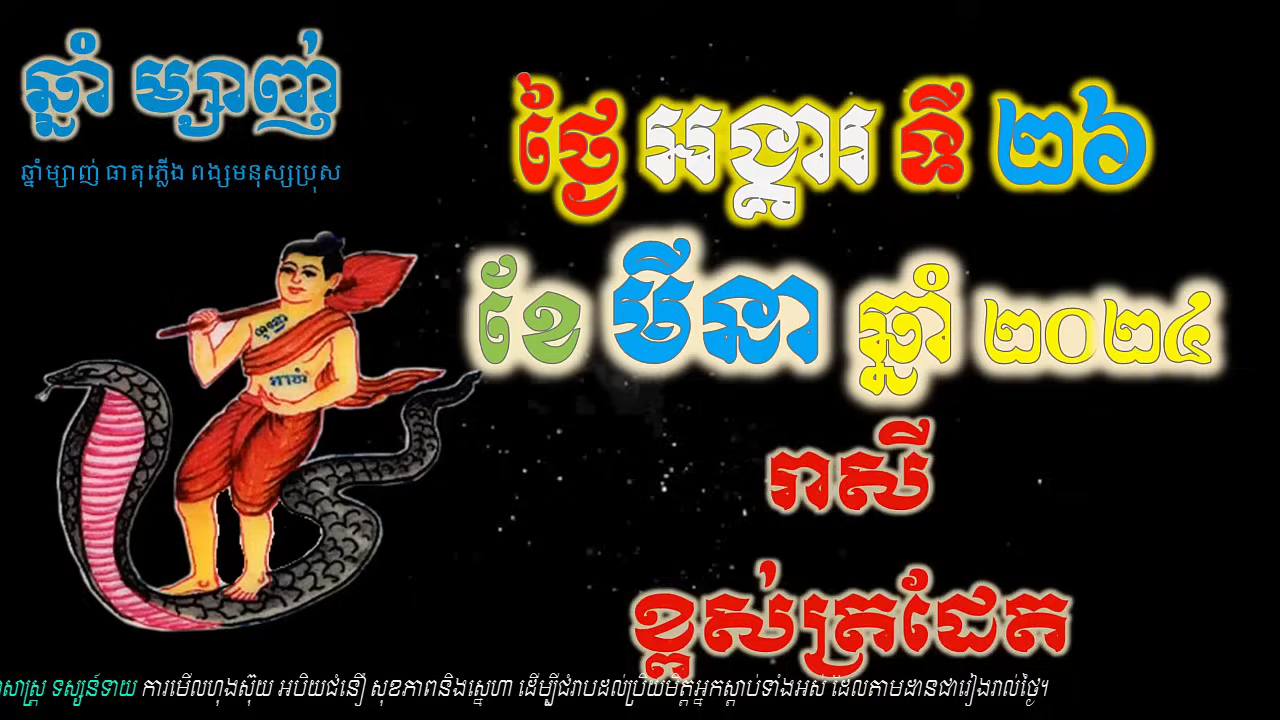 ឆ្នាំ ម្សាញ់
ឆ្នាំម្សាញ់ ធាតុភ្លើង ពង្សមនុស្សប្រុស
ថ្ងៃ អង្គារ ទី ២៦
ខែ មីនា ឆ្នាំ ២០២៤
រាសី
ខ្ពស់ត្រដែត
សាស្ត្រ ទស្សន៍ទាយ ការមើលហុងស៊ុយ អបិយជំនឿ សុខភាពនិងស្នេហា ដើម្បីជំរាបដល់ប្រិយមិត្តអ្នកស្តាប់ទាំងអស់ ដែលតាមដានជារៀងរាល់ថ្ងៃ។